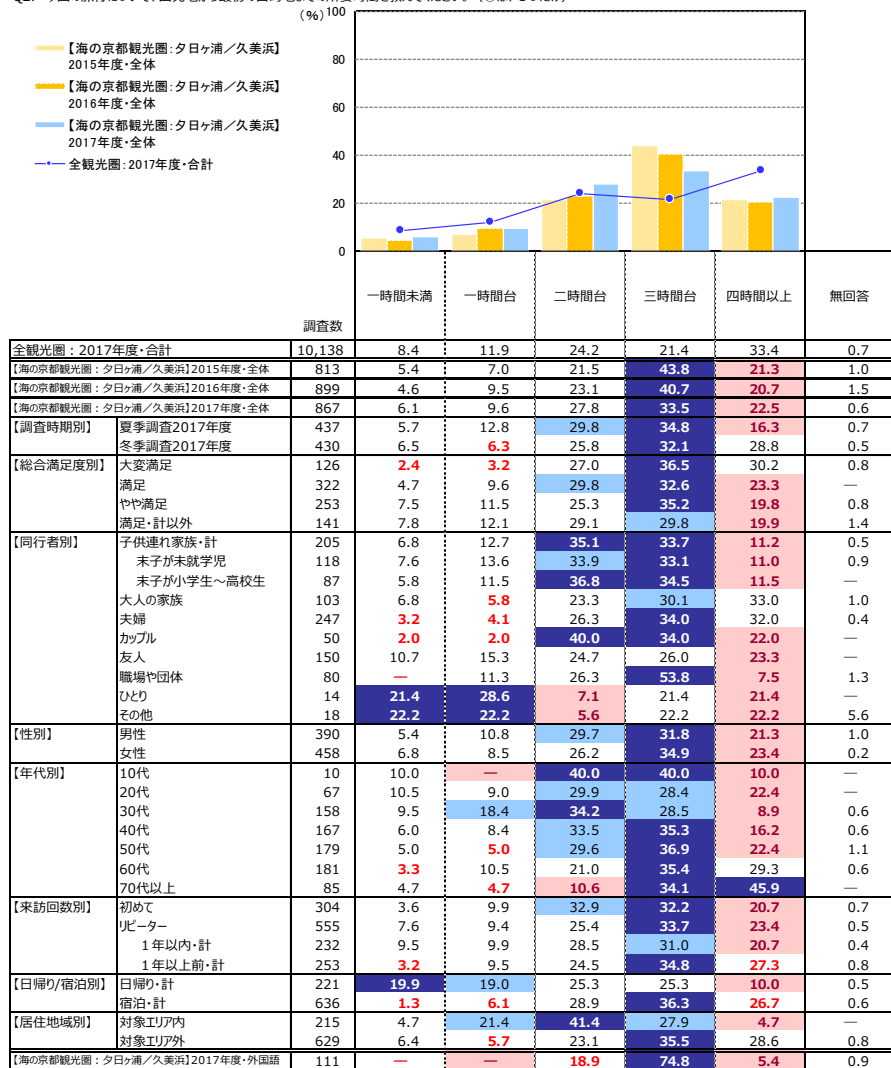 (%)
100
80
60
40
20
0
【海の京都観光圏：夕日ヶ浦／久美浜】
2015年度・全体
【海の京都観光圏：夕日ヶ浦／久美浜】
2016年度・全体
【海の京都観光圏：夕日ヶ浦／久美浜】
2017年度・全体
全観光圏：2017年度・合計
調査数 一時間未満 一時間台 二時間台 三時間台 四時間以上 無回答
全観光圏：2017年度・合計 10,138 8.4 11.9 24.2 21.4 33.4 0.7
【海の京都観光圏：夕日ヶ浦／久美浜】2015年度・全体 813 5.4 7.0 21.5 43.8 21.3 1.0
【海の京都観光圏：夕日ヶ浦／久美浜】2016年度・全体 899 4.6 9.5 23.1 40.7 20.7 1.5
【海の京都観光圏：夕日ヶ浦／久美浜】2017年度・全体 867 6.1 9.6 27.8 33.5 22.5 0.6
【調査時期別】 夏季調査2017年度 437 5.7 12.8 29.8 34.8 16.3 0.7
冬季調査2017年度 430 6.5 6.3 25.8 32.1 28.8 0.5
【総合満足度別】 大変満足 126 2.4 3.2 27.0 36.5 30.2 0.8
満足 322 4.7 9.6 29.8 32.6 23.3 —
やや満足 253 7.5 11.5 25.3 35.2 19.8 0.8
満足・計以外 141 7.8 12.1 29.1 29.8 19.9 1.4
【同行者別】 子供連れ家族・計 205 6.8 12.7 35.1 33.7 11.2 0.5
末子が未就学児 118 7.6 13.6 33.9 33.1 11.0 0.9
末子が小学生～高校生 87 5.8 11.5 36.8 34.5 11.5 —
大人の家族 103 6.8 5.8 23.3 30.1 33.0 1.0
夫婦 247 3.2 4.1 26.3 34.0 32.0 0.4
カップル 50 2.0 2.0 40.0 34.0 22.0 —
友人 150 10.7 15.3 24.7 26.0 23.3 —
職場や団体 80 — 11.3 26.3 53.8 7.5 1.3
ひとり 14 21.4 28.6 7.1 21.4 21.4 —
その他 18 22.2 22.2 5.6 22.2 22.2 5.6
【性別】 男性 390 5.4 10.8 29.7 31.8 21.3 1.0
女性 458 6.8 8.5 26.2 34.9 23.4 0.2
【年代別】 10代 10 10.0 — 40.0 40.0 10.0 —
20代 67 10.5 9.0 29.9 28.4 22.4 —
30代 158 9.5 18.4 34.2 28.5 8.9 0.6
40代 167 6.0 8.4 33.5 35.3 16.2 0.6
50代 179 5.0 5.0 29.6 36.9 22.4 1.1
60代 181 3.3 10.5 21.0 35.4 29.3 0.6
70代以上 85 4.7 4.7 10.6 34.1 45.9 —
【来訪回数別】 初めて 304 3.6 9.9 32.9 32.2 20.7 0.7
リピーター 555 7.6 9.4 25.4 33.7 23.4 0.5
１年以内・計 232 9.5 9.9 28.5 31.0 20.7 0.4
１年以上前・計 253 3.2 9.5 24.5 34.8 27.3 0.8
【日帰り/宿泊別】 日帰り・計 221 19.9 19.0 25.3 25.3 10.0 0.5
宿泊・計 636 1.3 6.1 28.9 36.3 26.7 0.6
【居住地域別】 対象エリア内 215 4.7 21.4 41.4 27.9 4.7 —
対象エリア外 629 6.4 5.7 23.1 35.5 28.6 0.8
【海の京都観光圏：夕日ヶ浦／久美浜】2017年度・外国語 111 — — 18.9 74.8 5.4 0.9